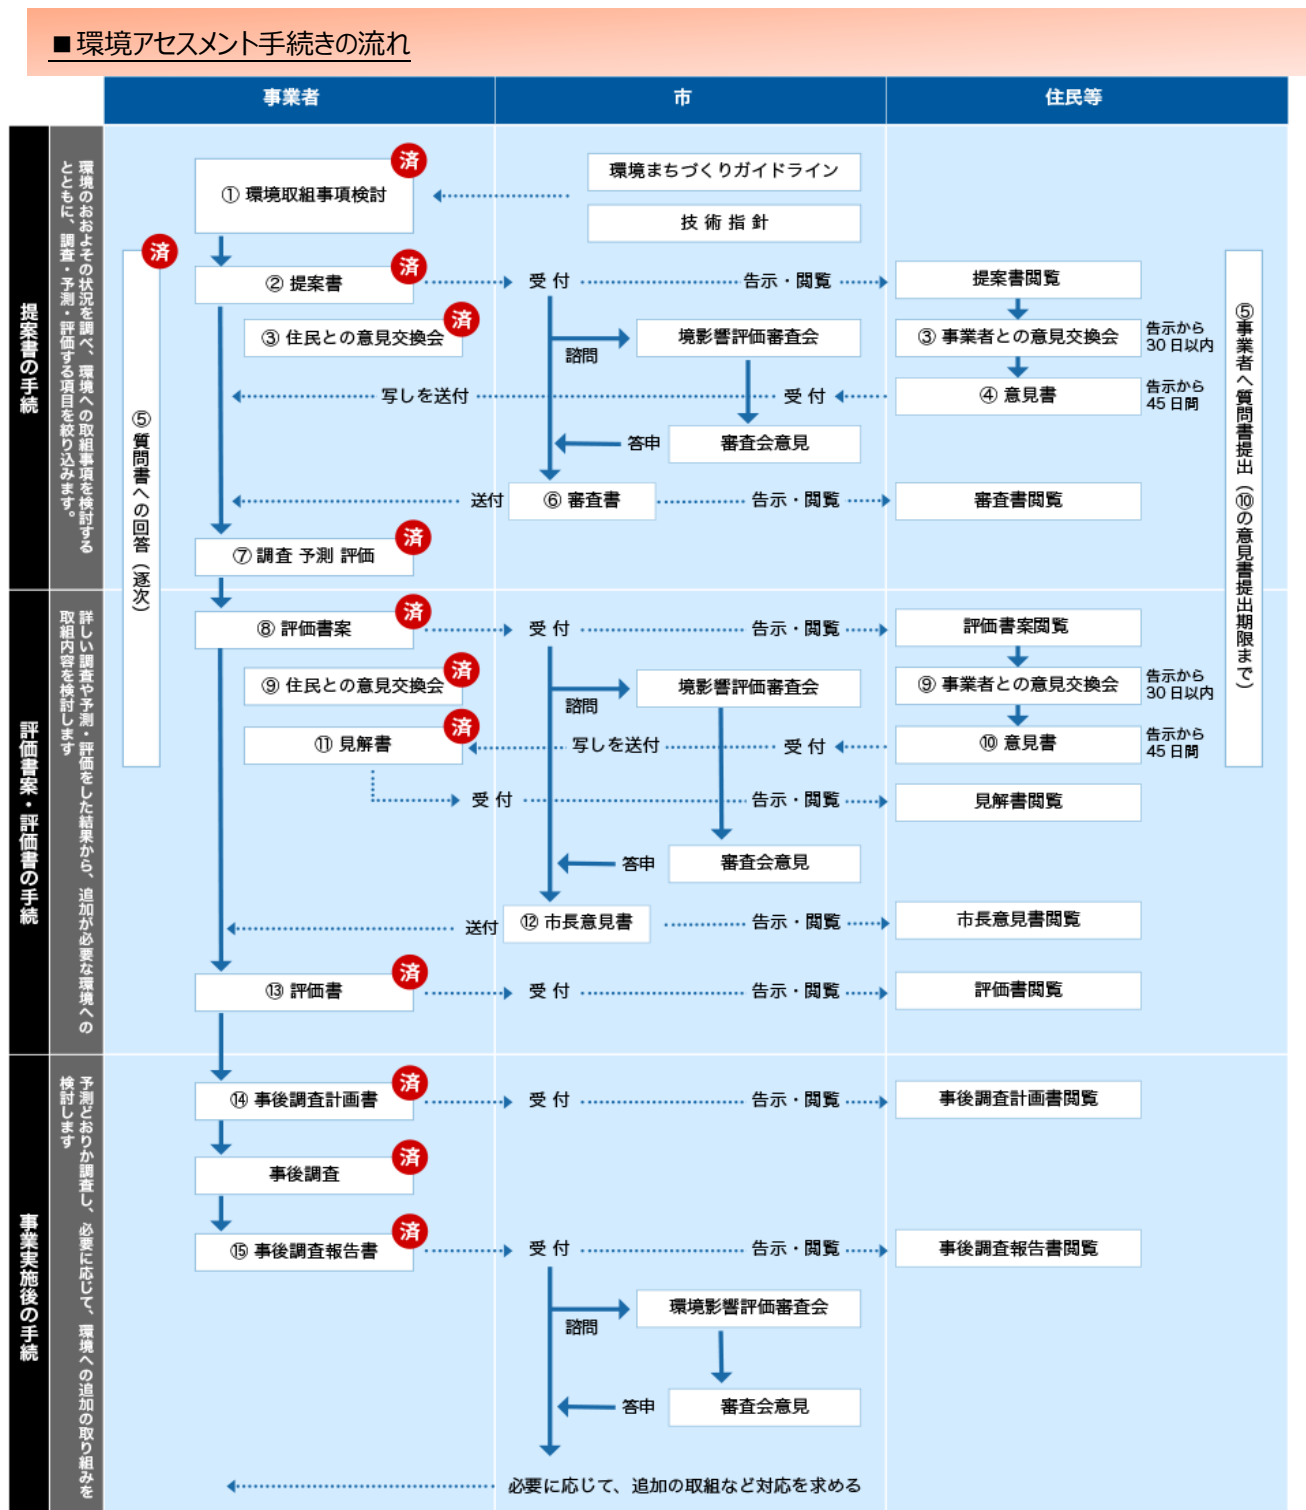 ■環境アセスメント手続きの流れ
事業者
市
住民等
提案書の手続
環境のおおよその状況を調べ、環境への取組事項を検討する
とともに、調査・予測・評価する項目を絞り込みます。
① 環境取組事項検討
済
環境まちづくりガイドライン
技 術 指 針
⑤質問書への回答（逐次）
済
② 提案書
済
受 付
告示・閲覧
提案書閲覧
③ 住民との意見交換会
済
諮問
境影響評価審査会
③ 事業者との意見交換会
告示から
30 日以内
写しを送付
受 付
④ 意見書
告示から
45 日間
答申
審査会意見
送付
⑥ 審査書
告示・閲覧
審査書閲覧
⑦ 調査 予測 評価
済
⑤事業者へ質問書提出（⑩の意見書提出期限まで）
評価書案・評価書の手続
詳しい調査や予測・評価をした結果から、追加が必要な環境への
取組内容を検討します
⑧ 評価書案
済
受 付
告示・閲覧
評価書案閲覧
⑨ 住民との意見交換会
済
諮問
境影響評価審査会
⑨ 事業者との意見交換会
告示から
30 日以内
⑪ 見解書
済
写しを送付
受 付
⑩ 意見書
告示から
45 日間
受 付
告示・閲覧
見解書閲覧
答申
審査会意見
送付
⑫ 市長意見書
告示・閲覧
市長意見書閲覧
⑬ 評価書
済
受 付
告示・閲覧
評価書閲覧
事業実施後の手続
予測どおりか調査し、必要に応じて、環境への追加の取り組みを
検討します
⑭ 事後調査計画書
済
受 付
告示・閲覧
事後調査計画書閲覧
事後調査
済
⑮ 事後調査報告書
済
受 付
告示・閲覧
事後調査報告書閲覧
諮問
環境影響評価審査会
答申
審査会意見
必要に応じて、追加の取組など対応を求める